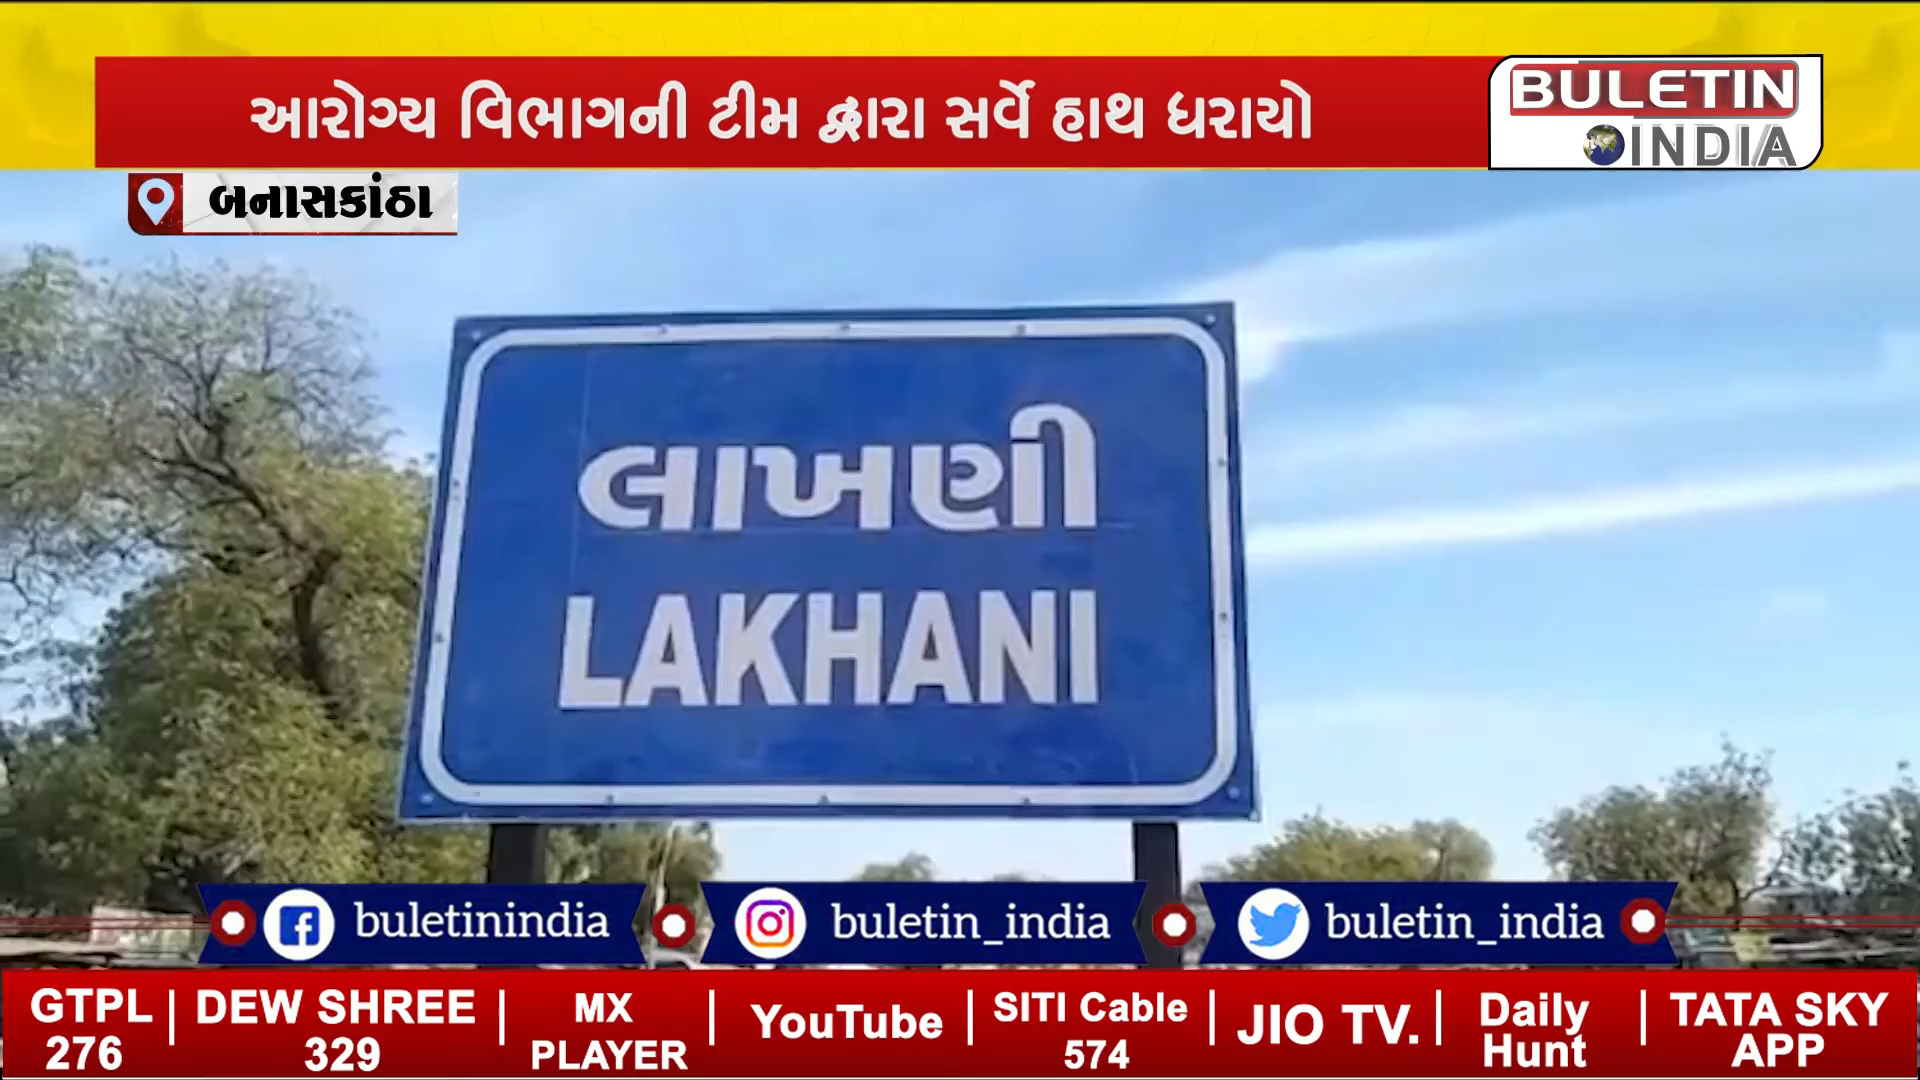 આરોગ્ય વિભાગની ટીમ દ્વારા સર્વે હાથ ધરાયો
BULETIN
INDIA
બનાસકાંઠા
લાખણી
LAKHANI
buletinindia
buletin_india
buletin_india
GTPL
276
DEW SHREE
329
MX
PLAYER
YouTube
SITI Cable
574
JIO TV.
Daily
Hunt
TATA SKY
APP